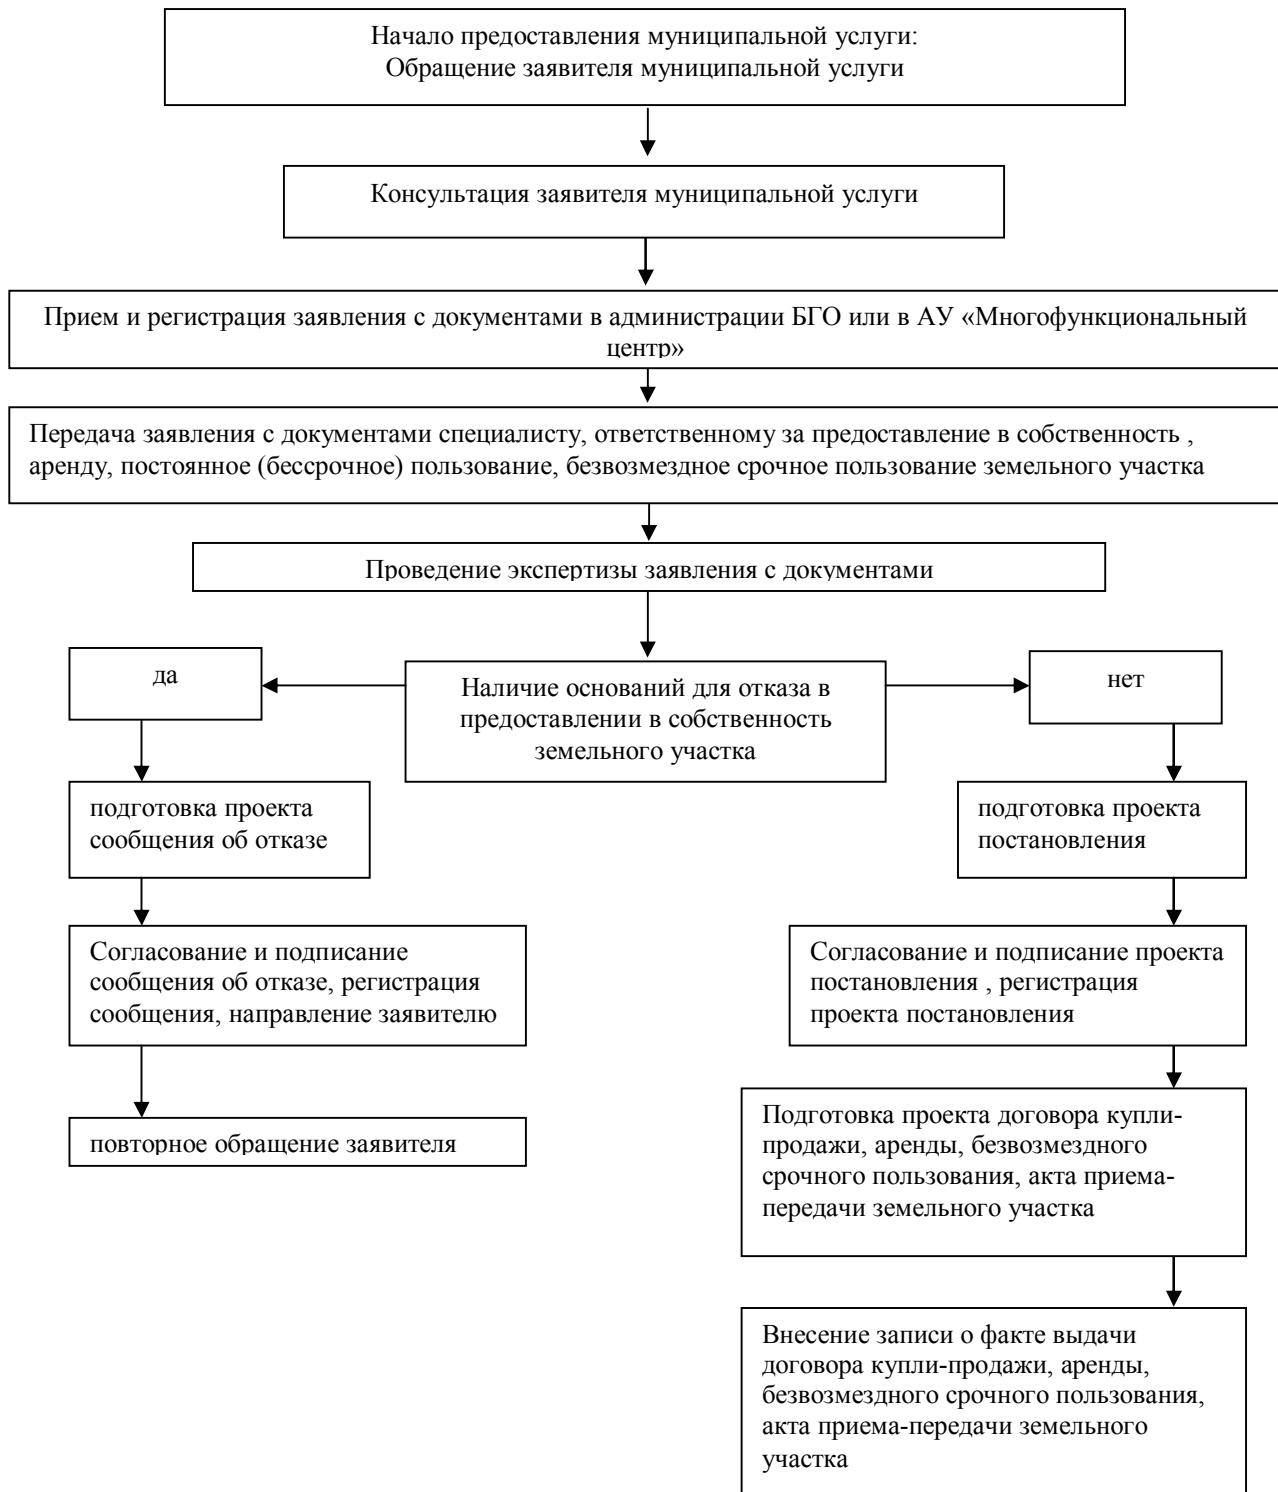 Начало предоставления муниципальной услуги:
Обращение заявителя муниципальной услуги
Консультация заявителя муниципальной услуги
Прием и регистрация заявления с документами в администрации БГО или в АУ «Многофункциональный
центр»
Передача заявления с документами специалисту, ответственному за предоставление в собственность ,
аренду, постоянное (бессрочное) пользование, безвозмездное срочное пользование земельного участка
Проведение экспертизы заявления с документами
да
Наличие оснований для отказа в
предоставлении в собственность
земельного участка
нет
подготовка проекта
сообщения об отказе
подготовка проекта
постановления
Согласование и подписание
сообщения об отказе, регистрация
сообщения, направление заявителю
Согласование и подписание проекта
постановления , регистрация
проекта постановления
повторное обращение заявителя
Подготовка проекта договора купли-
продажи, аренды, безвозмездного
срочного пользования, акта приема-
передачи земельного участка
Внесение записи о факте выдачи
договора купли-продажи, аренды,
безвозмездного срочного пользования,
акта приема-передачи земельного
участка